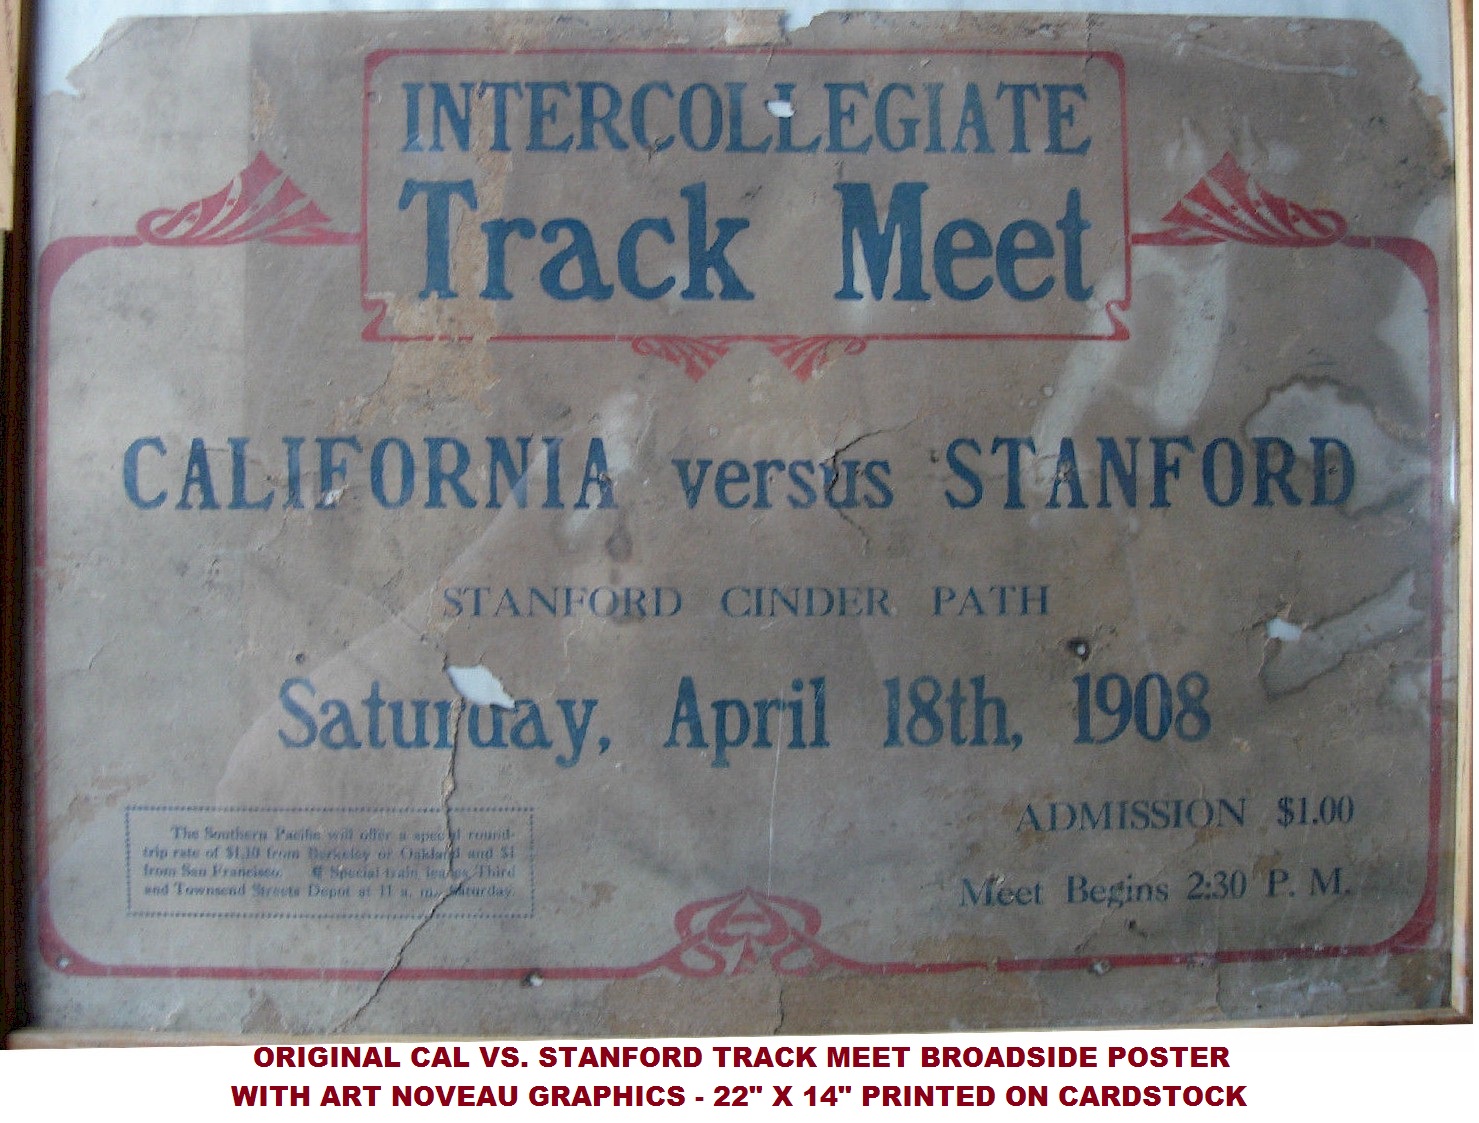 INTERCOLLEGIATE
Track Meet
CALIFORNIA versus STANFORD
STANFORD CINDER PATH
Saturday, April 18th, 1908
The Southern Pacific will offer a special round-
trip rate of $1.10 from Berkeley or Oakland and $1
from San Francisco. ¶ Special train leaves Third
and Townsend Streets Depot at 11 a. m., Saturday.
ADMISSION $1.00
Meet Begins 2:30 P. M.
ORIGINAL CAL VS. STANFORD TRACK MEET BROADSIDE POSTER
WITH ART NOVEAU GRAPHICS - 22" X 14" PRINTED ON CARDSTOCK